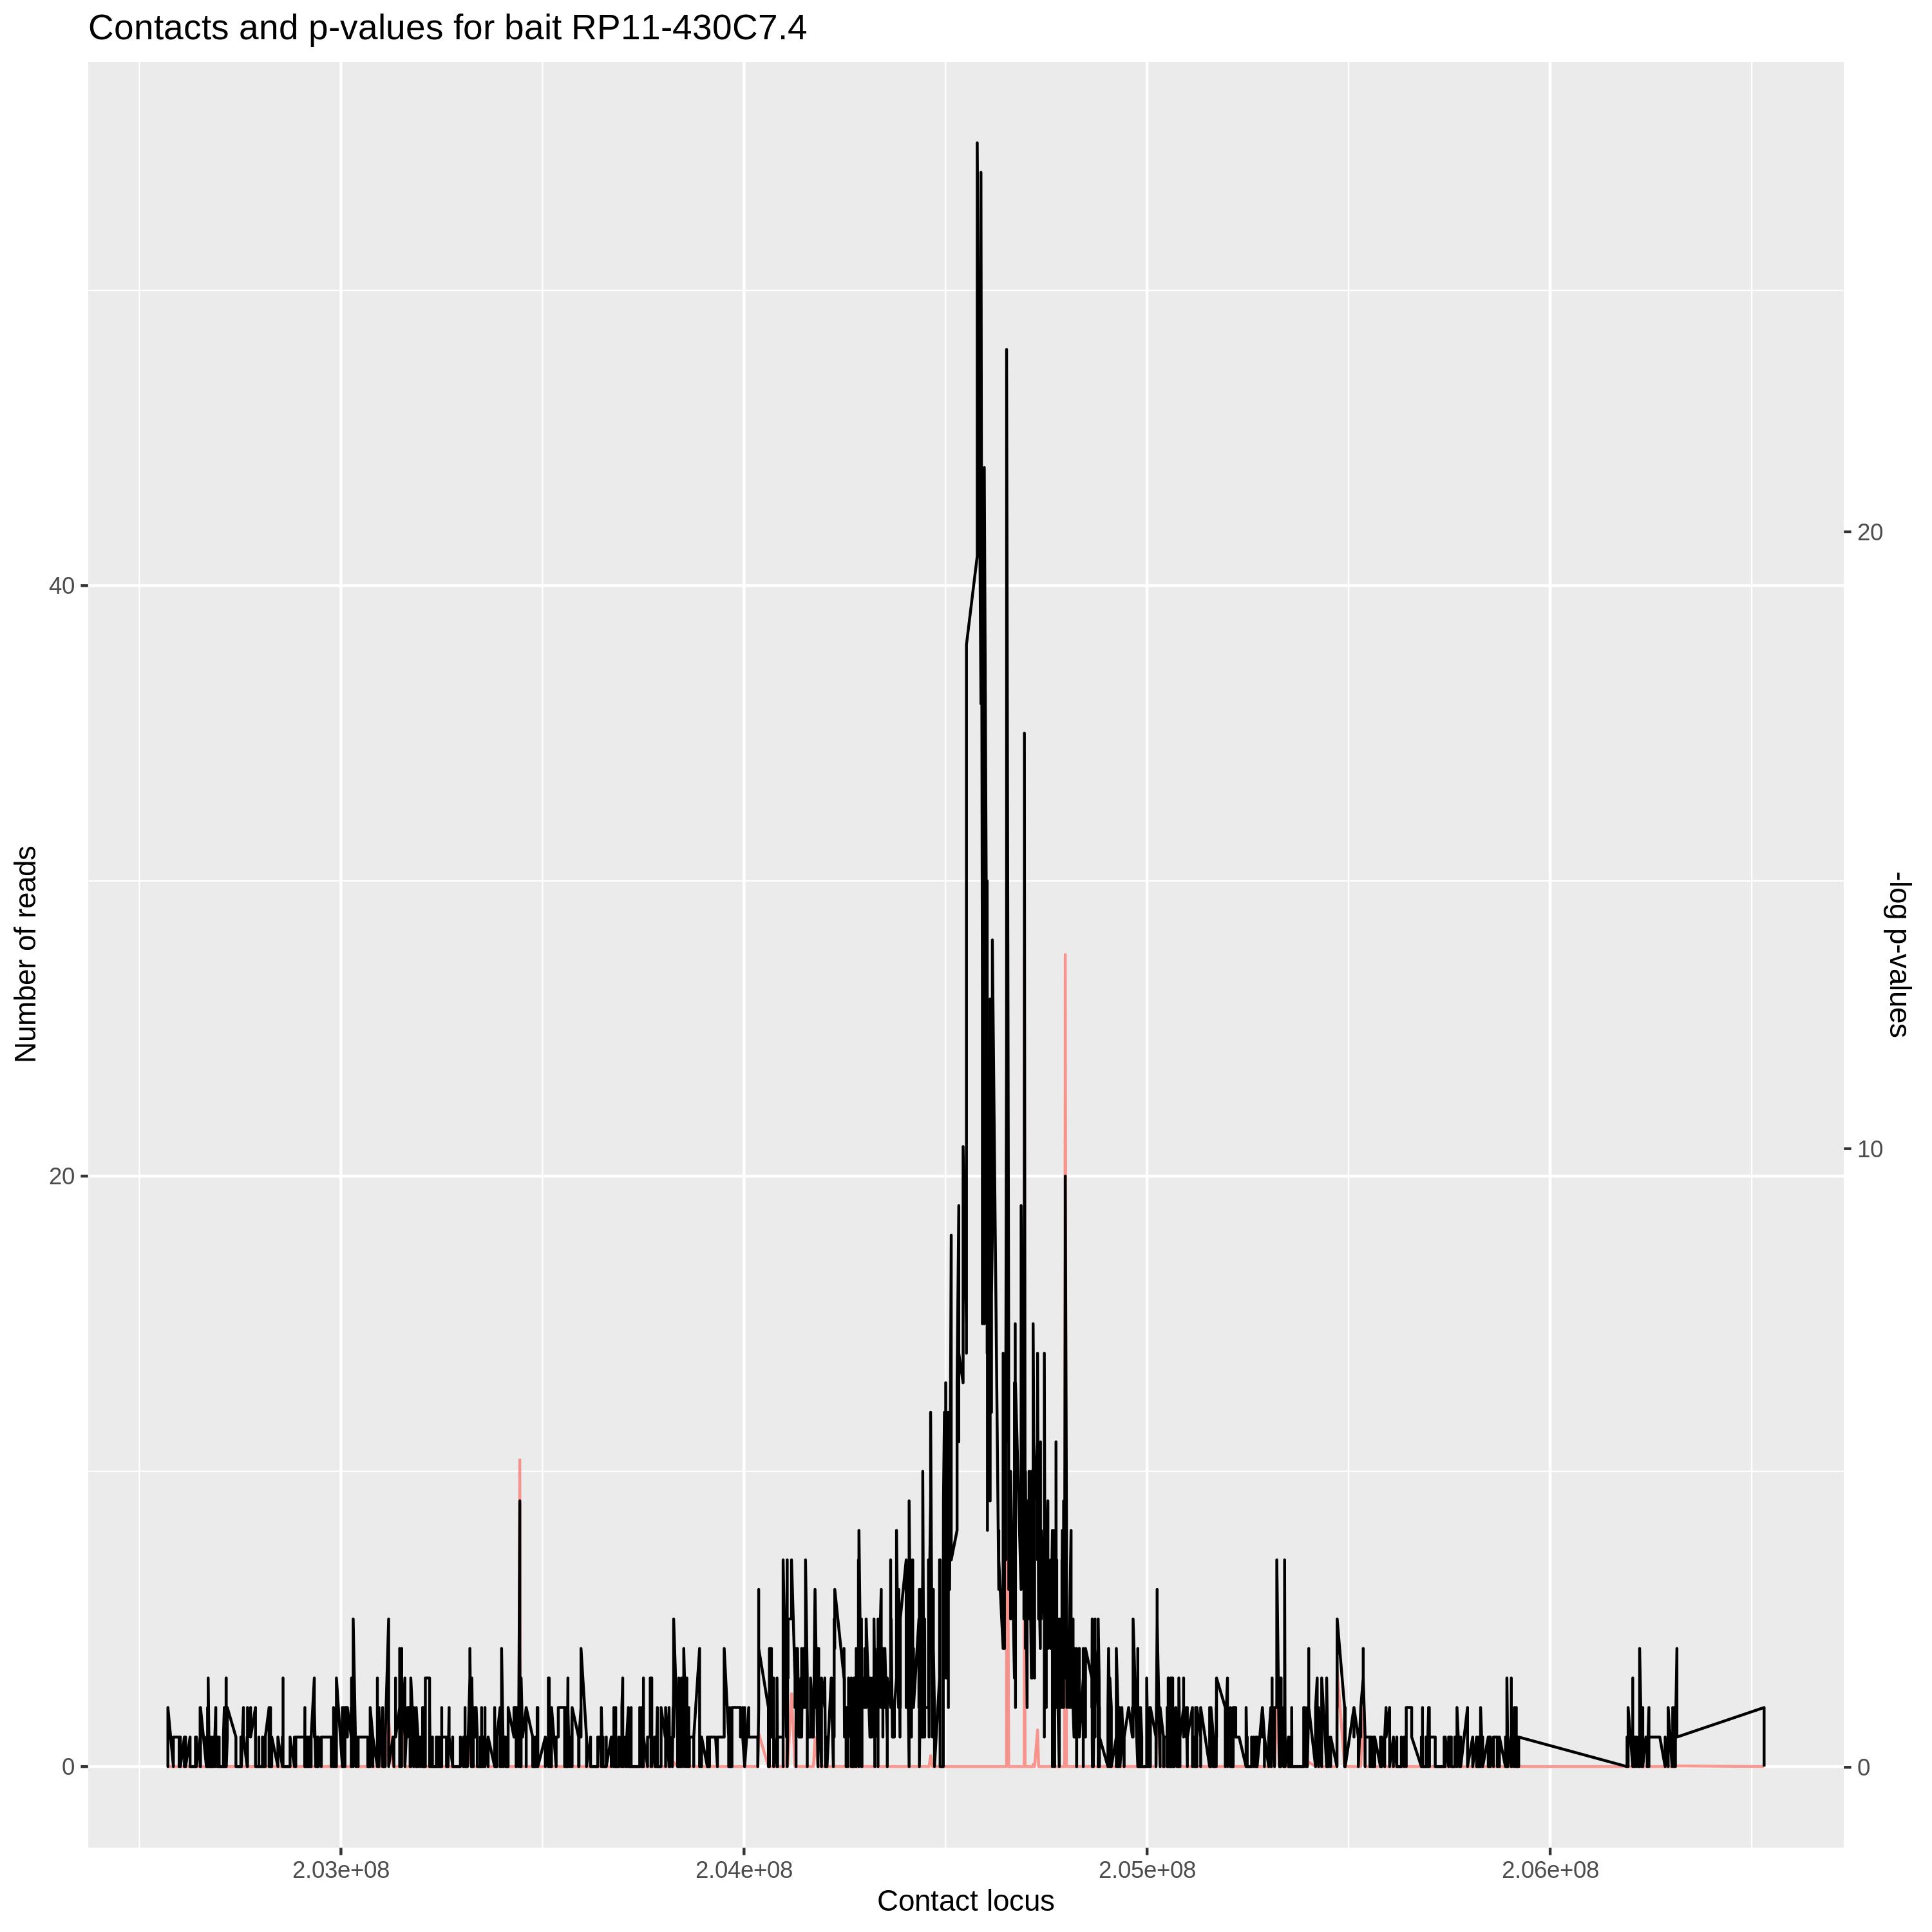 Contacts and p-values for bait RP11-430C7.4
Number of reads
40
20
0
-log p-values
20
10
0
2.03e+08
2.04e+08
2.05e+08
2.06e+08
Contact locus